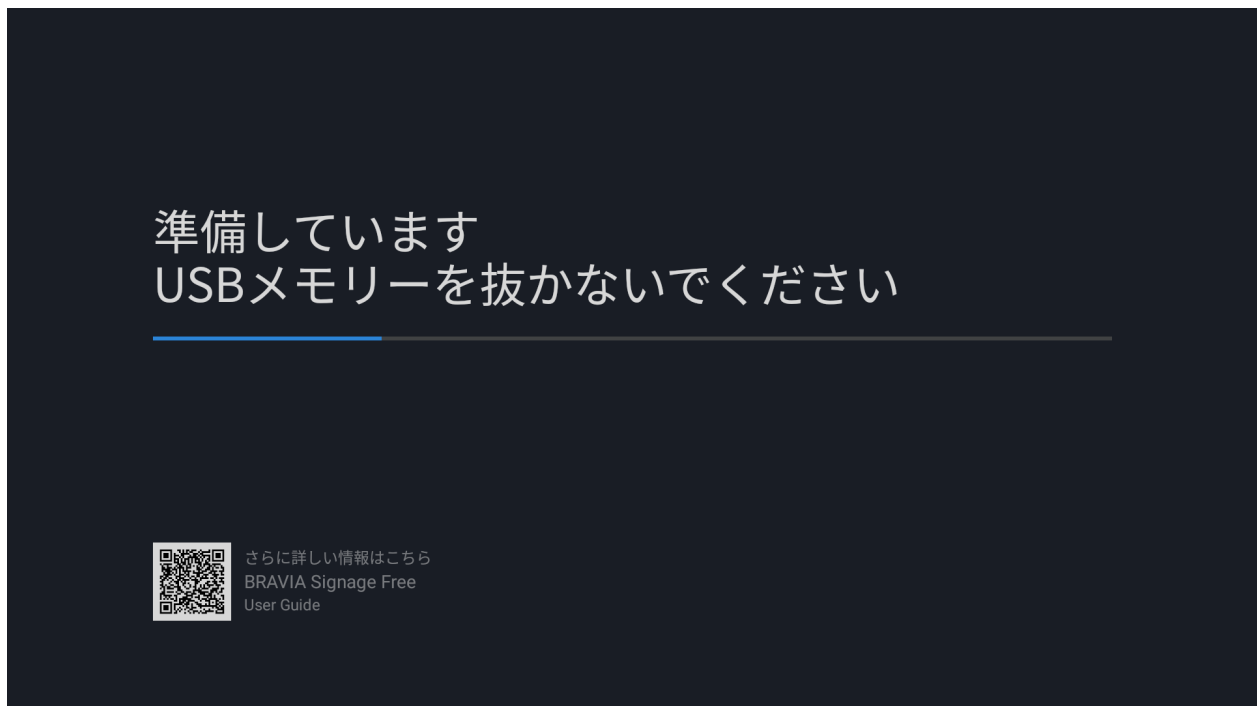 準備しています
USBメモリーを抜かないでください
さらに詳しい情報はこちら
BRAVIA Signage Free
User Guide